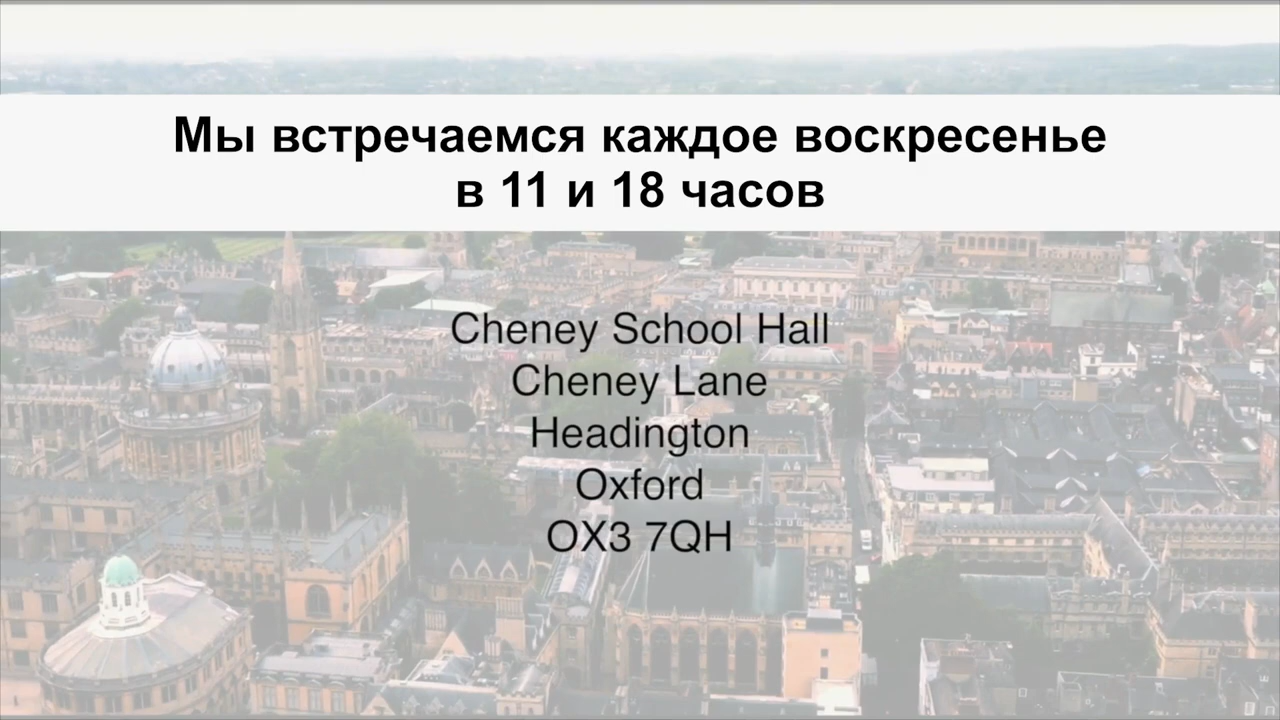 Мы встречаемся каждое воскресенье
в 11 и 18 часов
Cheney School Hall
Cheney Lane
Headington
Oxford
OX3 7QH